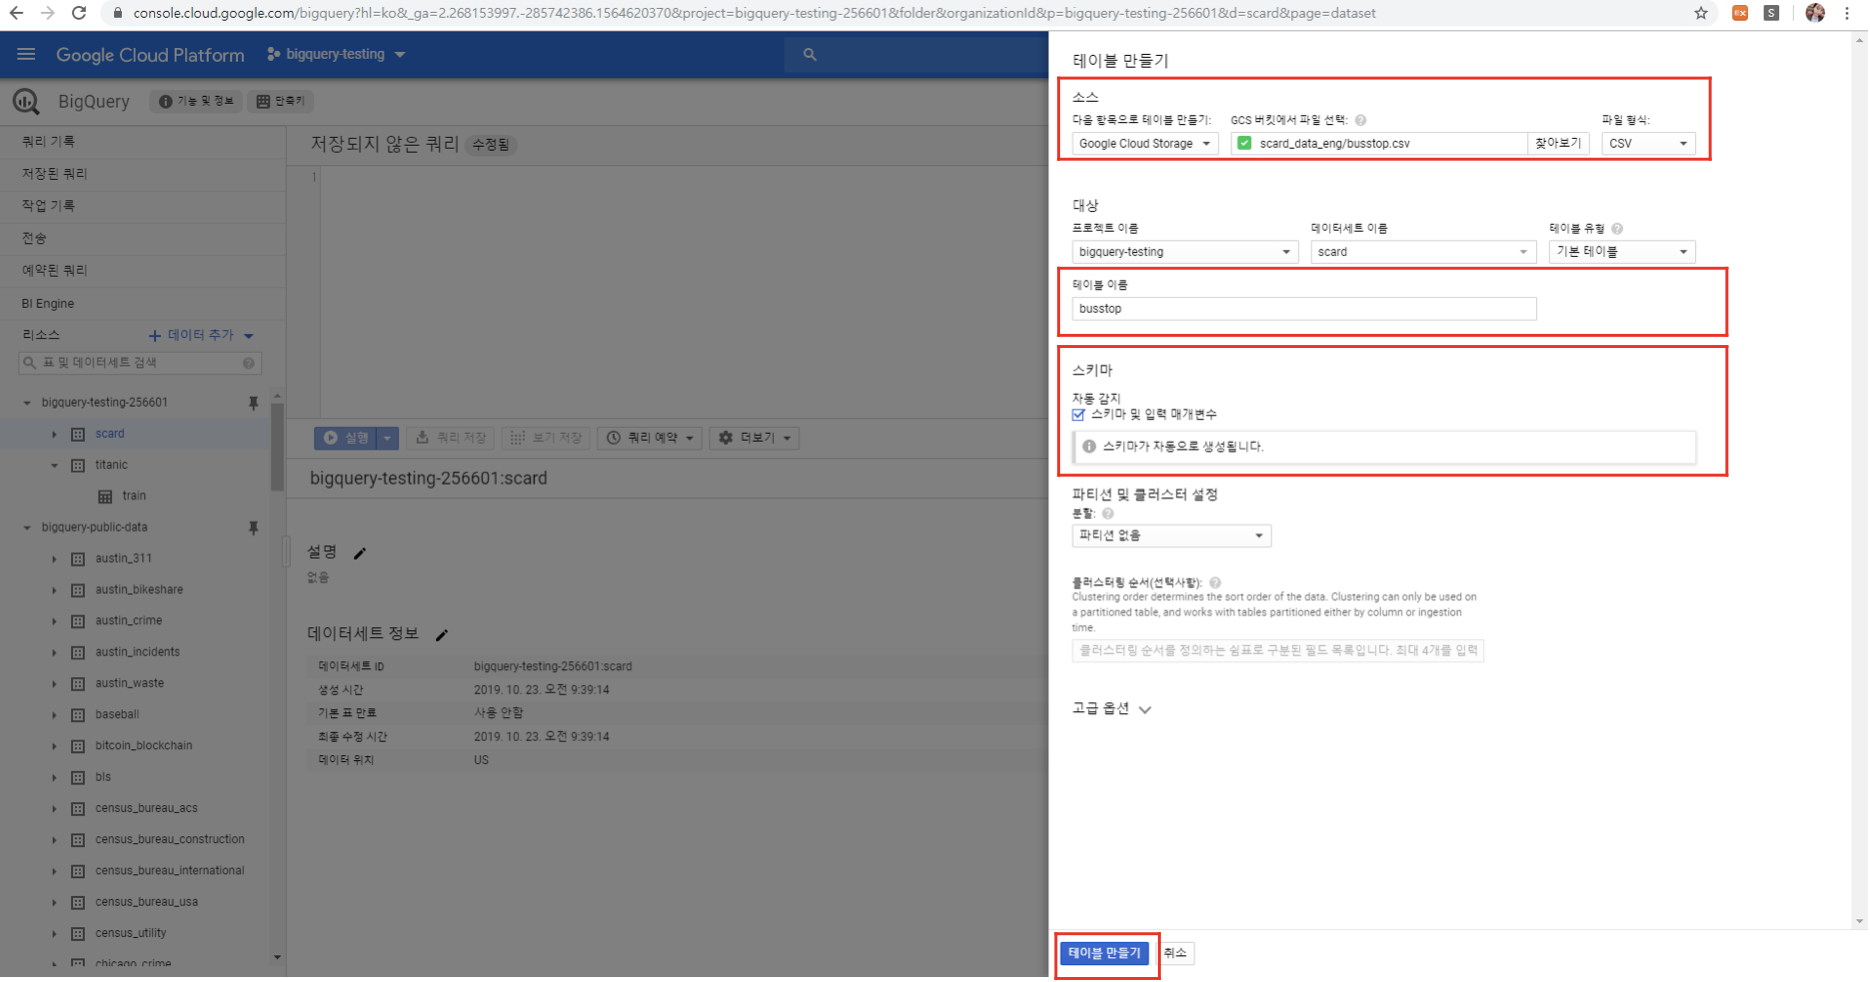 console.cloud.google.com/bigquery?hl=ko&_ga=2.268153997.-285742386.1564620370&project=bigquery-testing-256601&folder&organizationId&p=bigquery-testing-256601&d=scard&page=dataset
Google Cloud Platform
bigquery-testing
BigQuery
기능 및 정보
단축키
쿼리 기록
저장된 쿼리
작업 기록
전송
예약된 쿼리
BI Engine
리소스
+ 데이터 추가
표 및 데이터세트 검색
bigquery-testing-256601
scard
titanic
train
bigquery-public-data
austin_311
austin_bikeshare
austin_crime
austin_incidents
austin_waste
baseball
bitcoin_blockchain
bls
census_bureau_acs
census_bureau_construction
census_bureau_international
census_bureau_usa
census_utility
chicago_crime
저장되지 않은 쿼리 수정됨
1
실행
쿼리 저장
보기 저장
쿼리 예약
더보기
bigquery-testing-256601:scard
설명
없음
데이터세트 정보
데이터세트 ID bigquery-testing-256601:scard
생성 시간 2019. 10. 23. 오전 9:39:14
기본 표 만료 사용 안함
최종 수정 시간 2019. 10. 23. 오전 9:39:14
데이터 위치 US
테이블 만들기
소스
다음 항목으로 테이블 만들기: GCS 버킷에서 파일 선택: 파일 형식:
Google Cloud Storage scard_data_eng/busstop.csv 찾아보기 CSV
대상
프로젝트 이름 데이터세트 이름 테이블 유형
bigquery-testing scard 기본 테이블
테이블 이름
busstop
스키마
자동 감지
스키마 및 입력 매개변수
스키마가 자동으로 생성됩니다.
파티션 및 클러스터 설정
분할:
파티션 없음
클러스터링 순서(선택사항):
Clustering order determines the sort order of the data. Clustering can only be used on
a partitioned table, and works with tables partitioned either by column or ingestion
time.
클러스터링 순서를 정의하는 쉼표로 구분된 필드 목록입니다. 최대 4개를 입력
고급 옵션
테이블 만들기
취소